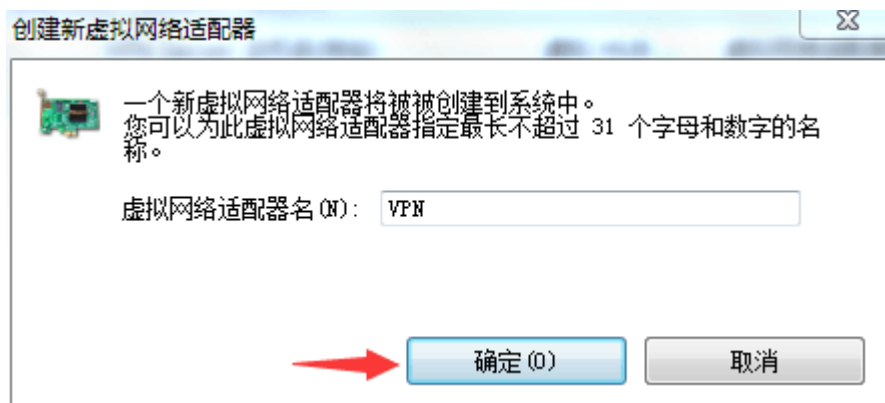 创建新虚拟网络适配器
一个新虚拟网络适配器将被被创建到系统中。
您可以为此虚拟网络适配器指定最长不超过 31 个字母和数字的名
称。
虚拟网络适配器名(N): VPN
确定(O) 取消